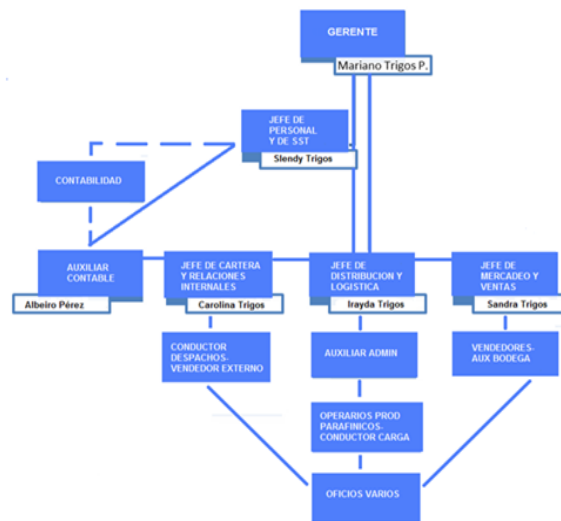 GERENTE
Mariano Trigos P.
JEFE DE
PERSONAL
Y DE SST
Slendy Trigos
CONTABILIDAD
AUXILIAR
CONTABLE
Albeiro Pérez
JEFE DE CARTERA
Y RELACIONES
INTERNALES
Carolina Trigos
JEFE DE
DISTRIBUCION Y
LOGISTICA
Irayda Trigos
JEFE DE
MERCADEO Y
VENTAS
Sandra Trigos
CONDUCTOR
DESPACHOS-
VENDEDOR EXTERNO
AUXILIAR ADMIN
VENDEDORES-
AUX BODEGA
OPERARIOS PROD
PARAFINICOS-
CONDUCTOR CARGA
OFICIOS VARIOS